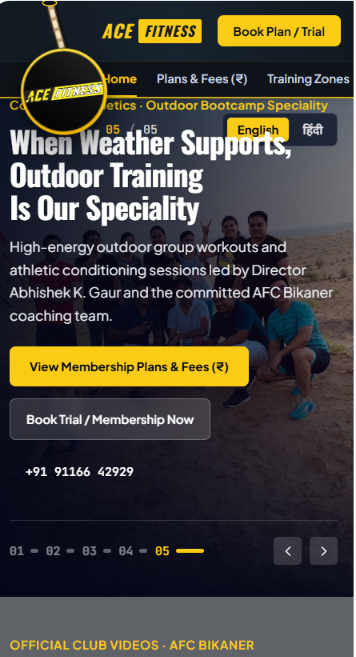 ACE FITNESS
Book Plan / Trial
ACE FITNESS
Home
Plans & Fees (₹)
Training Zones
etics · Outdoor Bootcamp Speciality
05 / 05
English
हिंदी
When Weather Supports,
Outdoor Training
Is Our Speciality
High-energy outdoor group workouts and
athletic conditioning sessions led by Director
Abhishek K. Gaur and the committed AFC Bikaner
coaching team.
View Membership Plans & Fees (₹)
Book Trial / Membership Now
+91 91166 42929
01
02
03
04
05
OFFICIAL CLUB VIDEOS · AFC BIKANER